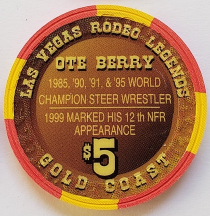 LAS VEGAS RODEO LEGENDS
OTE BERRY
1985, '90, '91, & '95 WORLD
CHAMPION STEER WRESTLER
1999 MARKED HIS 12 th NFR
APPEARANCE
$5
GOLD COAST